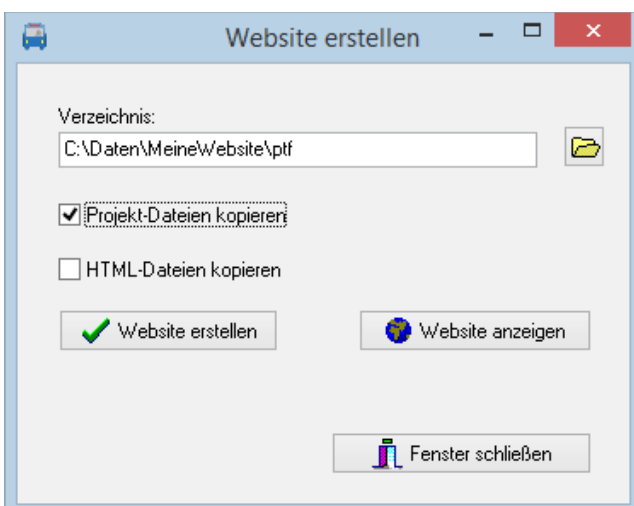 Website erstellen
Verzeichnis:
C:\Daten\MeineWebsite\ptf
Projekt-Dateien kopieren
HTML-Dateien kopieren
Website erstellen
Website anzeigen
Fenster schließen